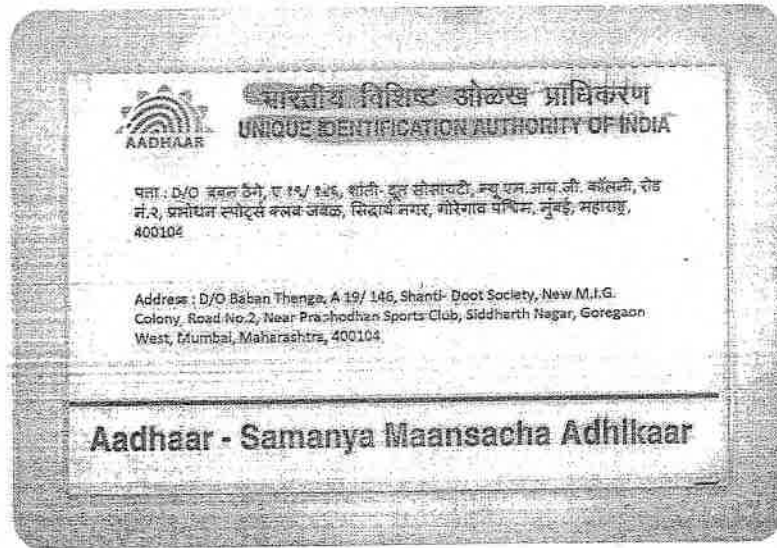 भारतीय विशिष्ट ओळख प्राधिकरण
UNIQUE IDENTIFICATION AUTHORITY OF INDIA
AADHAAR
पत्ता : D/O बबन ठेंगे, ए १९/ १४६, शांती- दूत सोसायटी, न्यू एम.आय.जी. कॉलनी, रोड
नं.२, प्रबोधन स्पोर्ट्स क्लब जवळ, सिद्धार्थ नगर, गोरेगाव पश्चिम, मुंबई, महाराष्ट्र,
400104
Address : D/O Baban Thenge, A 19/ 146, Shanti- Doot Society, New M.I.G.
Colony, Road No.2, Near Prabhodhan Sports Club, Siddharth Nagar, Goregaon
West, Mumbai, Maharashtra, 400104
Aadhaar - Samanya Maansacha Adhikaar